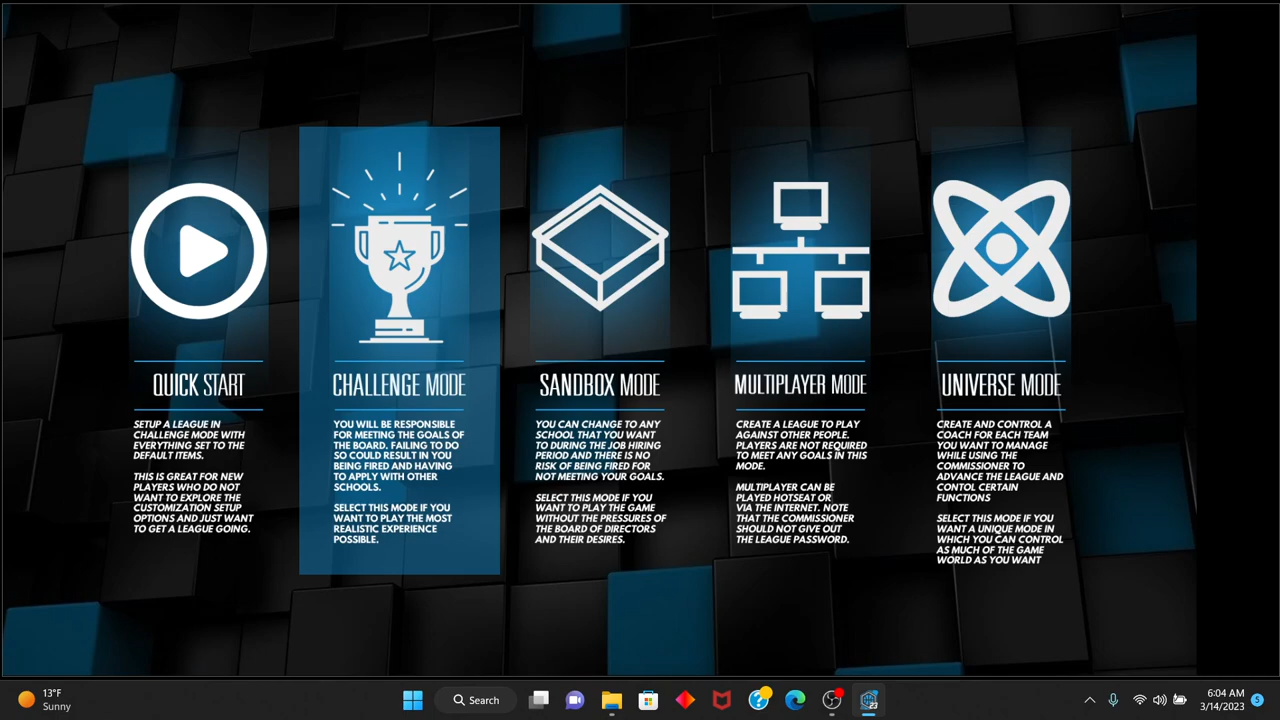 QUICK START
SETUP A LEAGUE IN
CHALLENGE MODE WITH
EVERYTHING SET TO THE
DEFAULT ITEMS.
THIS IS GREAT FOR NEW
PLAYERS WHO DO NOT
WANT TO EXPLORE THE
CUSTOMIZATION SETUP
OPTIONS AND JUST WANT
TO GET A LEAGUE GOING.
CHALLENGE MODE
YOU WILL BE RESPONSIBLE
FOR MEETING THE GOALS OF
THE BOARD. FAILING TO DO
SO COULD RESULT IN YOU
BEING FIRED AND HAVING
TO APPLY WITH OTHER
SCHOOLS.
SELECT THIS MODE IF YOU
WANT TO PLAY THE MOST
REALISTIC EXPERIENCE
POSSIBLE.
SANDBOX MODE
YOU CAN CHANGE TO ANY
SCHOOL THAT YOU WANT
TO DURING THE JOB HIRING
PERIOD AND THERE IS NO
RISK OF BEING FIRED FOR
NOT MEETING YOUR GOALS.
SELECT THIS MODE IF YOU
WANT TO PLAY THE GAME
WITHOUT THE PRESSURES OF
THE BOARD OF DIRECTORS
AND THEIR DESIRES.
MULTIPLAYER MODE
CREATE A LEAGUE TO PLAY
AGAINST OTHER PEOPLE.
PLAYERS ARE NOT REQUIRED
TO MEET ANY GOALS IN THIS
MODE.
MULTIPLAYER CAN BE
PLAYED HOTSEAT OR
VIA THE INTERNET. NOTE
THAT THE COMMISSIONER
SHOULD NOT GIVE OUT
THE LEAGUE PASSWORD.
UNIVERSE MODE
CREATE AND CONTROL A
COACH FOR EACH TEAM
YOU WANT TO MANAGE
WHILE USING THE
COMMISSIONER TO
ADVANCE THE LEAGUE AND
CONTOL CERTAIN
FUNCTIONS
SELECT THIS MODE IF YOU
WANT A UNIQUE MODE IN
WHICH YOU CAN CONTROL
AS MUCH OF THE GAME
WORLD AS YOU WANT
13°F
Sunny
Search
23
6:04 AM
3/14/2023
5